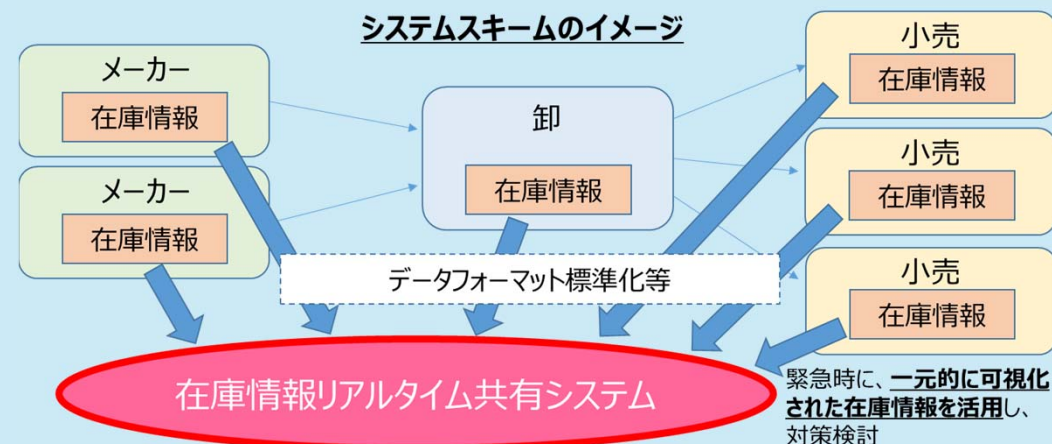 システムスキームのイメージ
メーカー
在庫情報
メーカー
在庫情報
卸
在庫情報
小売
在庫情報
小売
在庫情報
小売
在庫情報
データフォーマット標準化等
在庫情報リアルタイム共有システム
緊急時に、一元的に可視化
された在庫情報を活用し、
対策検討